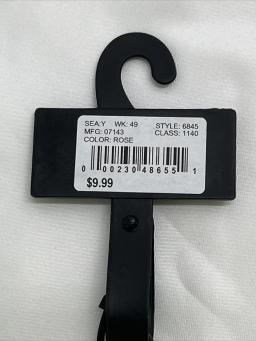 SEA:Y WK: 49 STYLE: 6845
MFG: 07143 CLASS: 1140
COLOR: ROSE
0 00230 48655 1
$9.99